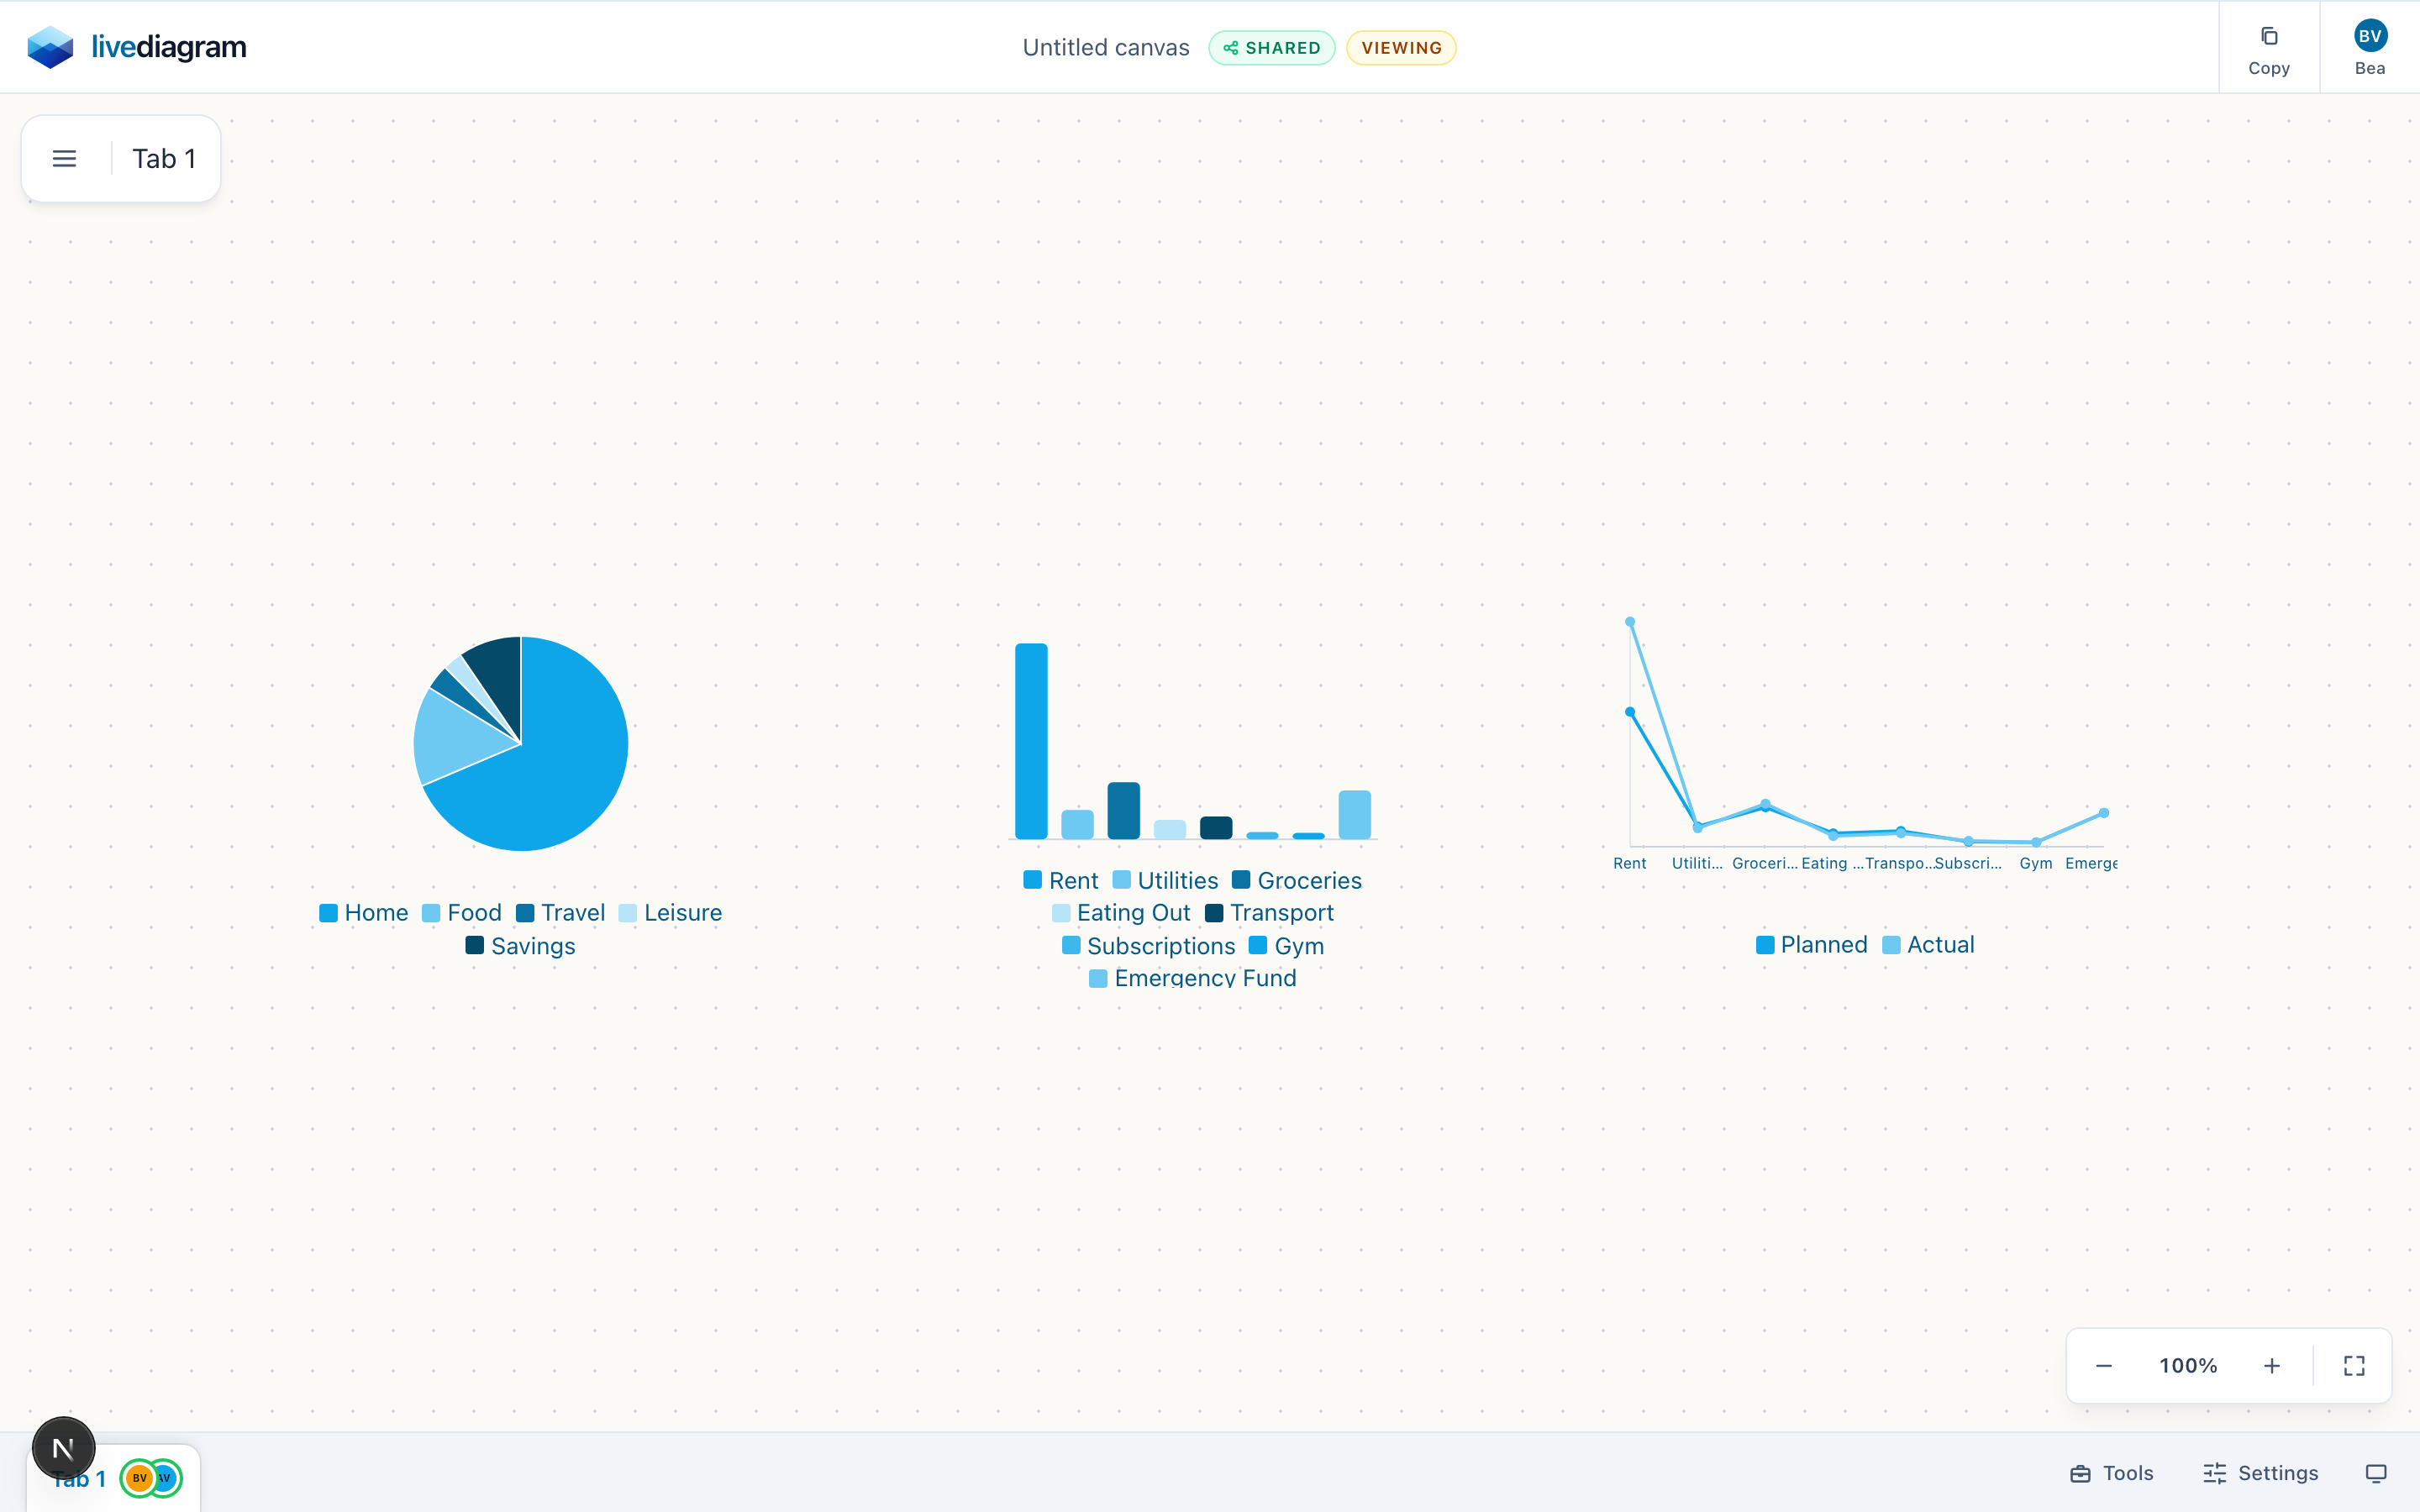 livediagram
Untitled canvas
SHARED
VIEWING
Copy
BV
Bea
Tab 1
Home Food Travel Leisure
Savings
Rent Utilities Groceries
Eating Out Transport
Subscriptions Gym
Emergency Fund
Rent Utiliti... Groceri... Eating ... Transpo... Subscri... Gym Emerge
Planned Actual
100%
N
Tab 1 BV AV
Tools
Settings